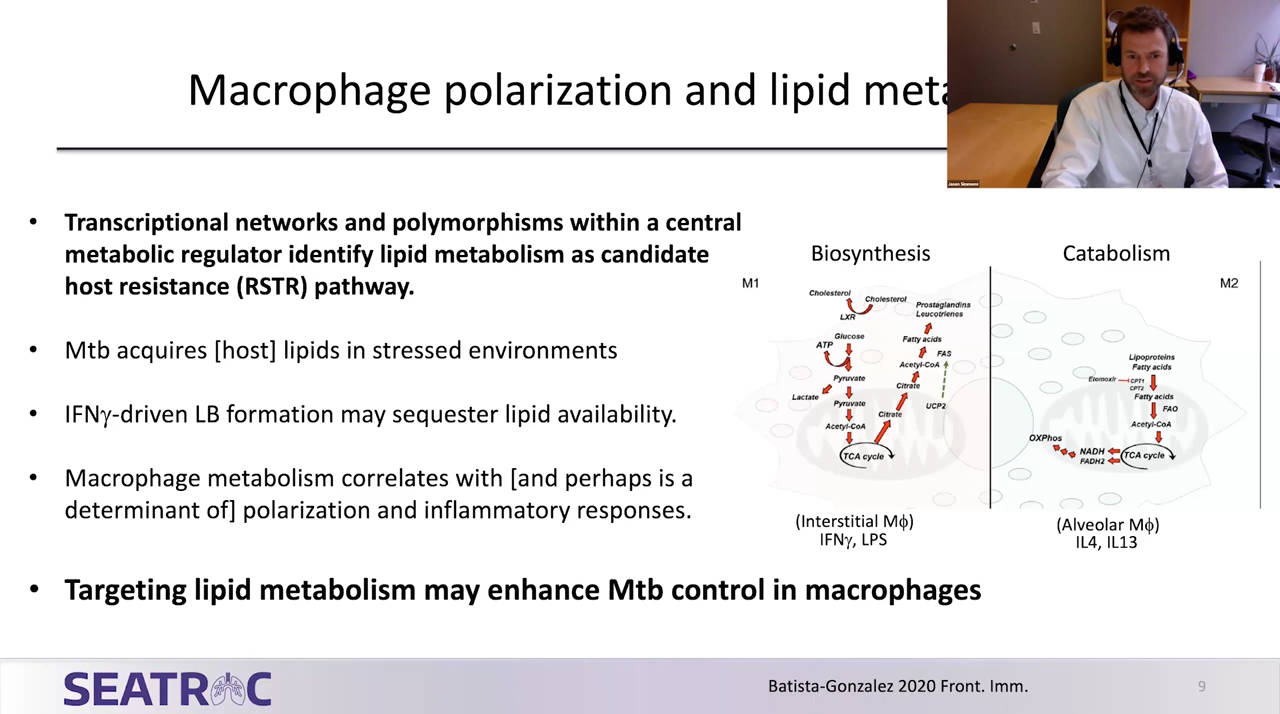 Macrophage polarization and lipid meta
Jason Simmons
• Transcriptional networks and polymorphisms within a central
metabolic regulator identify lipid metabolism as candidate
host resistance (RSTR) pathway.
• Mtb acquires [host] lipids in stressed environments
• IFNγ-driven LB formation may sequester lipid availability.
• Macrophage metabolism correlates with [and perhaps is a
determinant of] polarization and inflammatory responses.
• Targeting lipid metabolism may enhance Mtb control in macrophages
Biosynthesis
M1
Cholesterol
Cholesterol
LXR
Glucose
ATP
Pyruvate
Lactate
Pyruvate
Acetyl-CoA
TCA cycle
Prostaglandins
Leucotrienes
Fatty acids
FAS
Acetyl-CoA
Citrate
Citrate
UCP2
(Interstitial Mϕ)
IFNγ, LPS
Catabolism
M2
Lipoproteins
Fatty acids
Etomoxir
CPT1
CPT2
Fatty acids
FAO
Acetyl-CoA
OXPhos
NADH
FADH2
TCA cycle
(Alveolar Mϕ)
IL4, IL13
SEATRAC
Batista-Gonzalez 2020 Front. Imm.
9